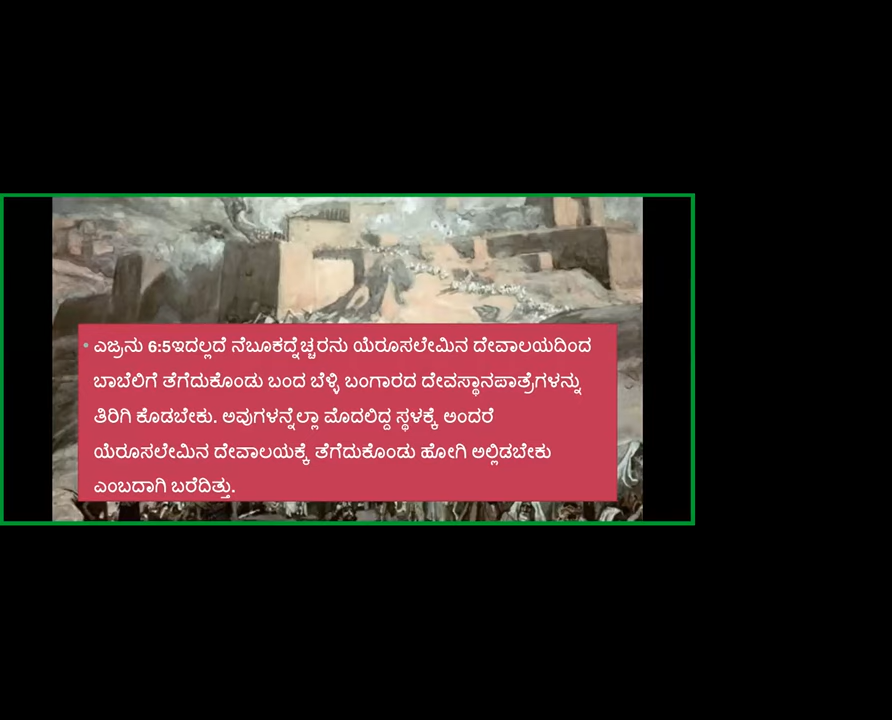 • ಎಜ್ರನು 6:5ಇದಲ್ಲದೆ ನೆಬೂಕದ್ನೆಚ್ಚರನು ಯೆರೂಸಲೇಮಿನ ದೇವಾಲಯದಿಂದ
ಬಾಬೆಲಿಗೆ ತೆಗೆದುಕೊಂಡು ಬಂದ ಬೆಳ್ಳಿ ಬಂಗಾರದ ದೇವಸ್ಥಾನಪಾತ್ರೆಗಳನ್ನು
ತಿರಿಗಿ ಕೊಡಬೇಕು. ಅವುಗಳನ್ನೆಲ್ಲಾ ಮೊದಲಿದ್ದ ಸ್ಥಳಕ್ಕೆ ಅಂದರೆ
ಯೆರೂಸಲೇಮಿನ ದೇವಾಲಯಕ್ಕೆ ತೆಗೆದುಕೊಂಡು ಹೋಗಿ ಅಲ್ಲಿಡಬೇಕು
ಎಂಬದಾಗಿ ಬರೆದಿತ್ತು.